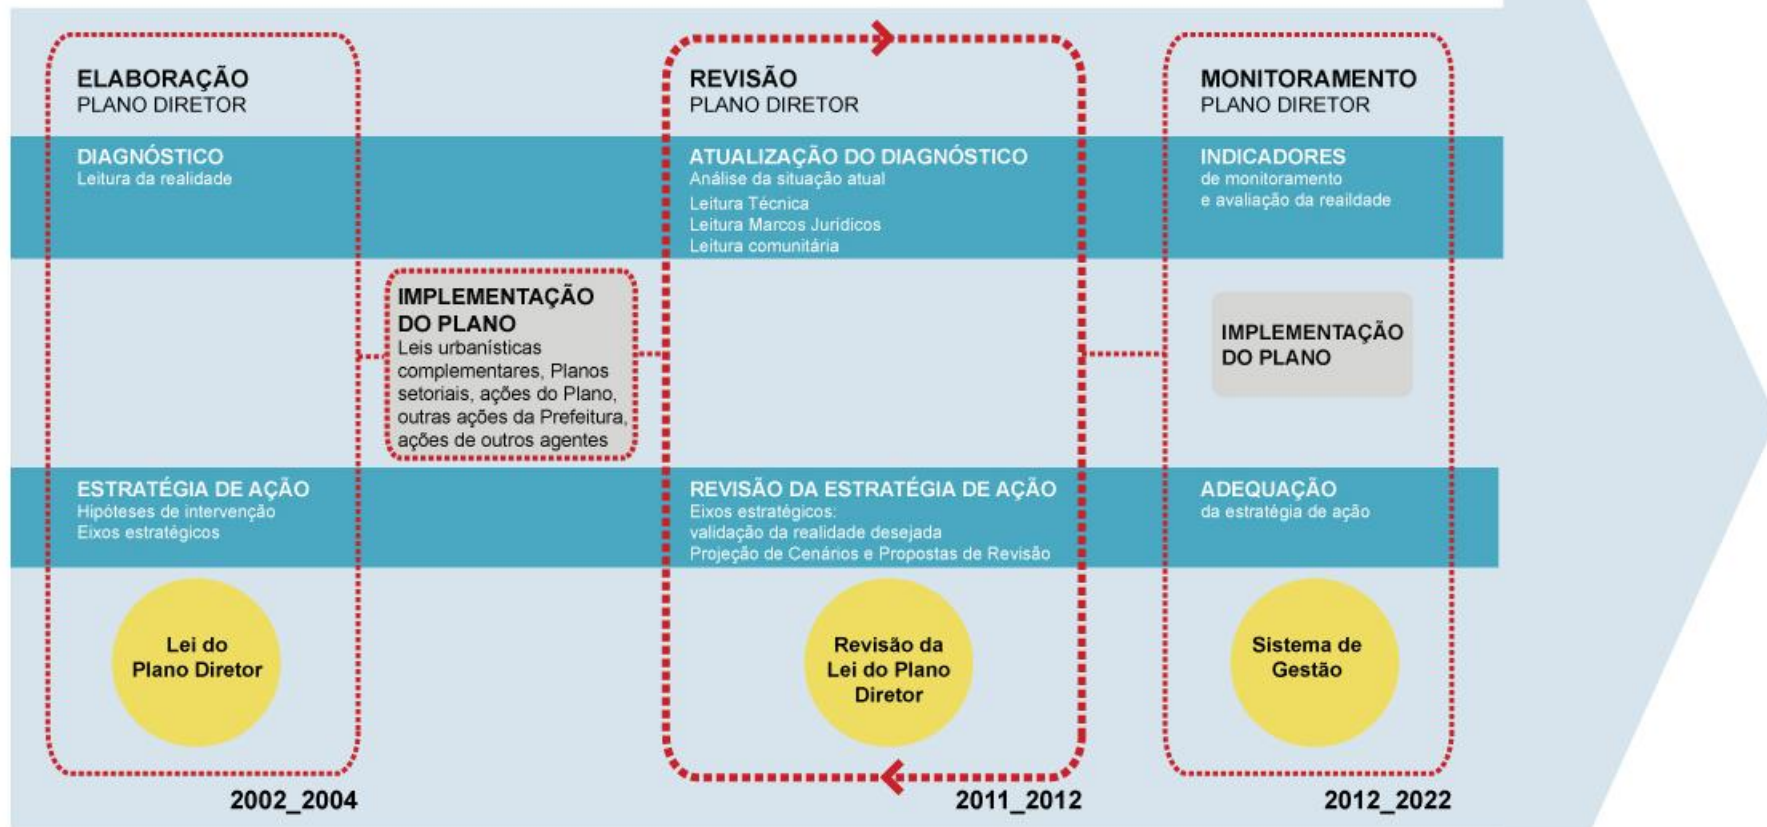 ELABORAÇÃO
PLANO DIRETOR
DIAGNÓSTICO
Leitura da realidade
ESTRATÉGIA DE AÇÃO
Hipóteses de intervenção
Eixos estratégicos
Lei do
Plano Diretor
2002_2004
IMPLEMENTAÇÃO
DO PLANO
Leis urbanísticas
complementares, Planos
setoriais, ações do Plano,
outras ações da Prefeitura,
ações de outros agentes
REVISÃO
PLANO DIRETOR
ATUALIZAÇÃO DO DIAGNÓSTICO
Análise da situação atual
Leitura Técnica
Leitura Marcos Jurídicos
Leitura comunitária
REVISÃO DA ESTRATÉGIA DE AÇÃO
Eixos estratégicos:
validação da realidade desejada
Projeção de Cenários e Propostas de Revisão
Revisão da
Lei do Plano
Diretor
2011_2012
MONITORAMENTO
PLANO DIRETOR
INDICADORES
de monitoramento
e avaliação da reaildade
IMPLEMENTAÇÃO
DO PLANO
ADEQUAÇÃO
da estratégia de ação
Sistema de
Gestão
2012_2022